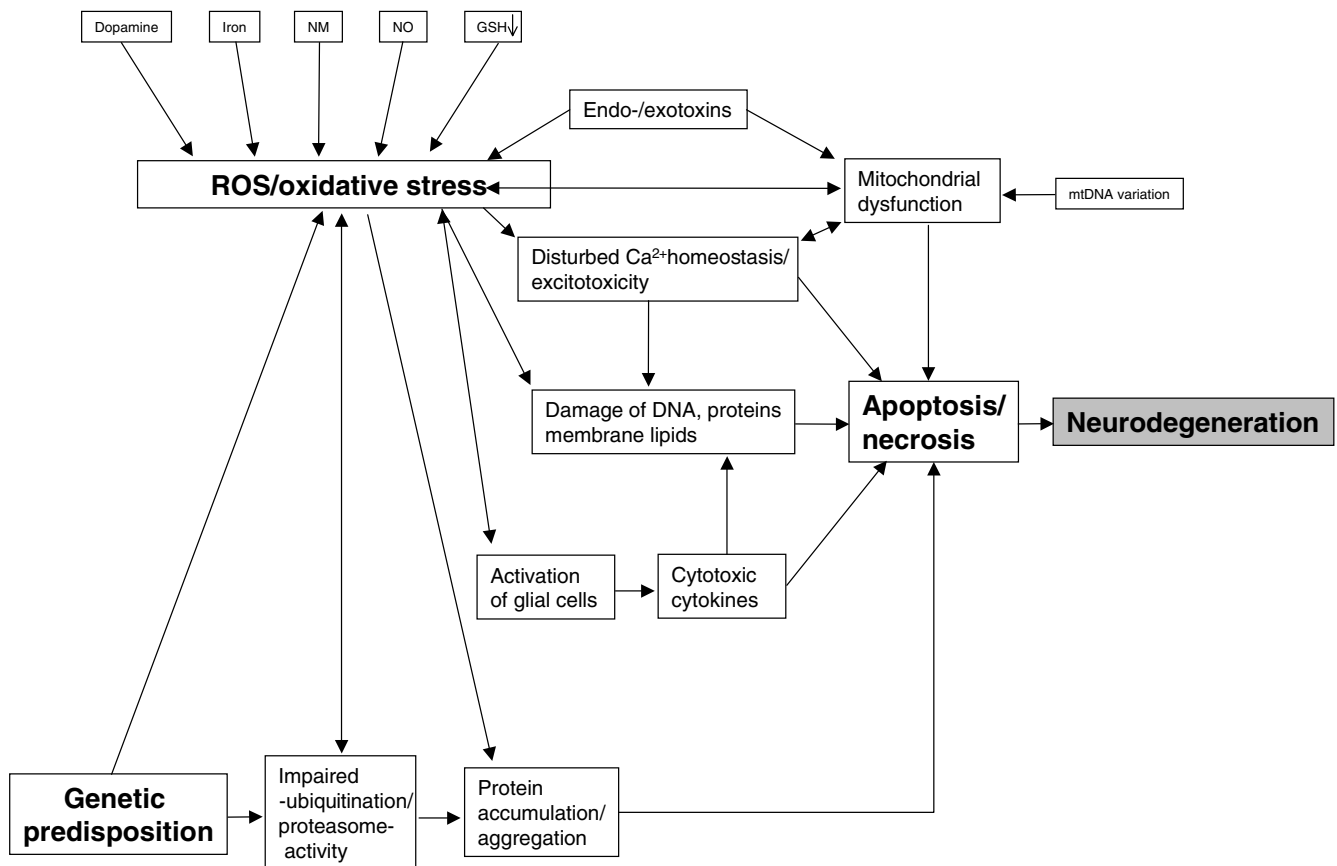 Dopamine
Iron
NM
NO
GSH↓
Endo-/exotoxins
ROS/oxidative stress
Mitochondrial
dysfunction
mtDNA variation
Disturbed Ca²⁺homeostasis/
excitotoxicity
Damage of DNA, proteins
membrane lipids
Apoptosis/
necrosis
Neurodegeneration
Activation
of glial cells
Cytotoxic
cytokines
Genetic
predisposition
Impaired
-ubiquitination/
proteasome-
activity
Protein
accumulation/
aggregation